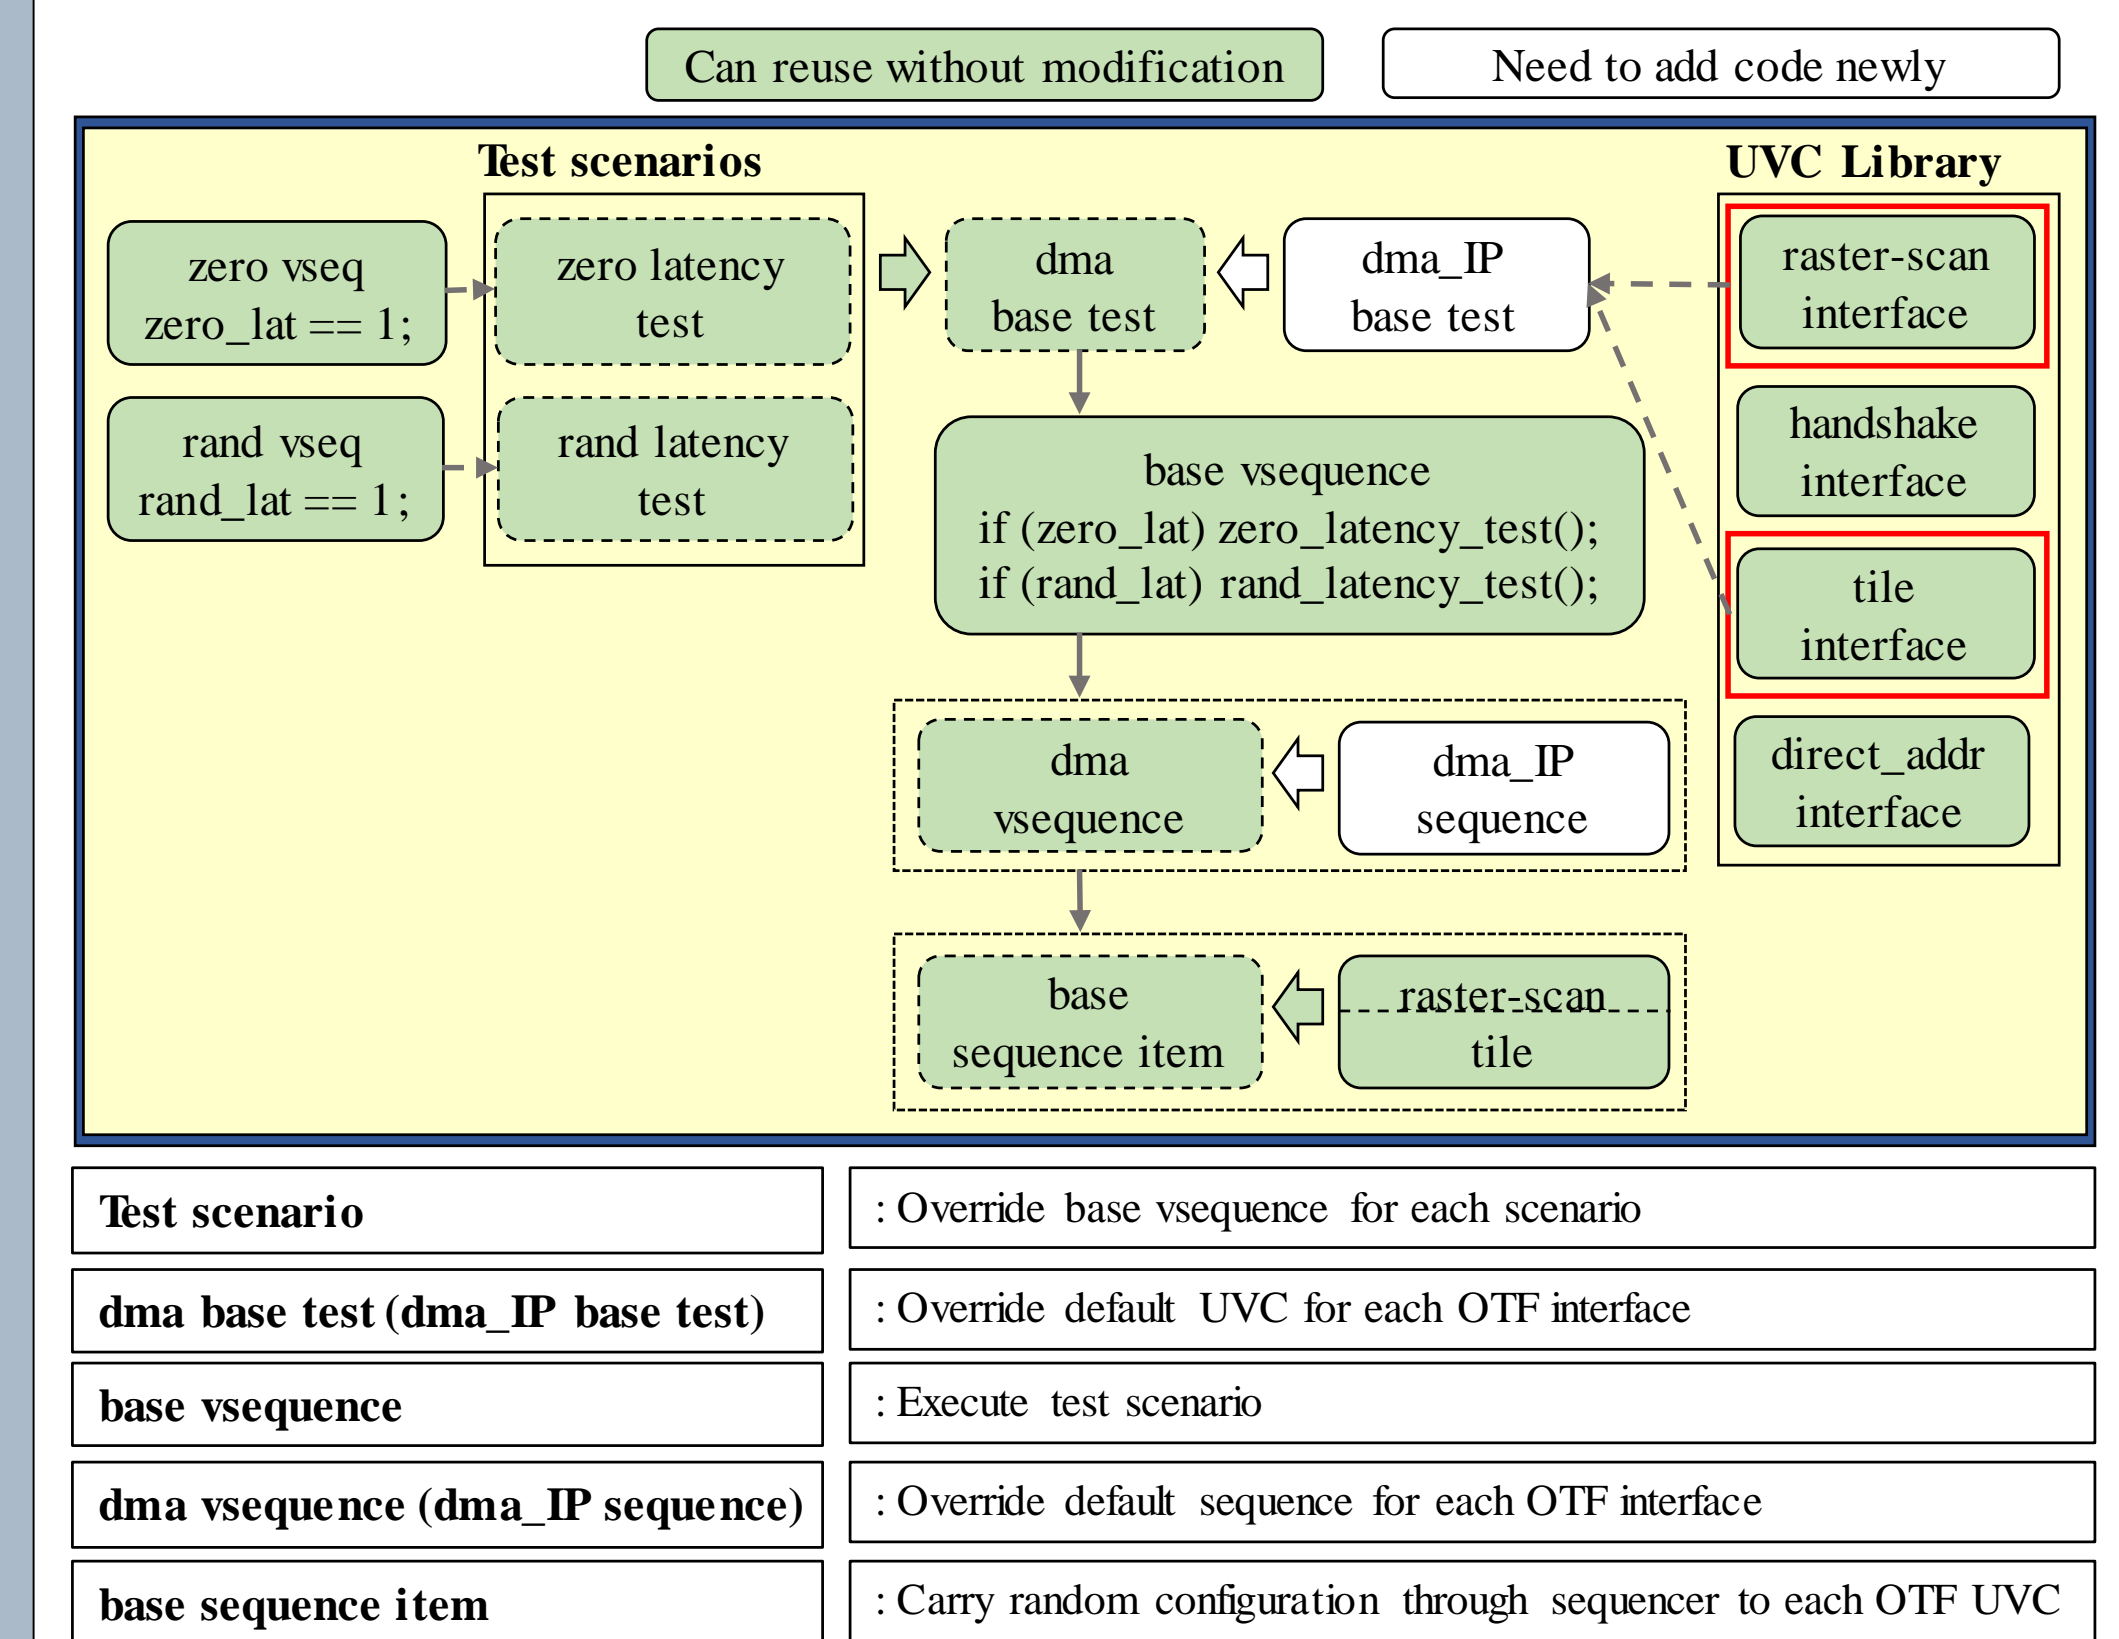 Can reuse without modification
Need to add code newly
Test scenarios
UVC Library
zero vseq
zero_lat == 1;
zero latency
test
dma
base test
dma_IP
base test
raster-scan
interface
rand vseq
rand_lat == 1;
rand latency
test
base vsequence
if (zero_lat) zero_latency_test();
if (rand_lat) rand_latency_test();
handshake
interface
tile
interface
dma
vsequence
dma_IP
sequence
direct_addr
interface
base
sequence item
raster-scan
tile
Test scenario
: Override base vsequence for each scenario
dma base test (dma_IP base test)
: Override default UVC for each OTF interface
base vsequence
: Execute test scenario
dma vsequence (dma_IP sequence)
: Override default sequence for each OTF interface
base sequence item
: Carry random configuration through sequencer to each OTF UVC